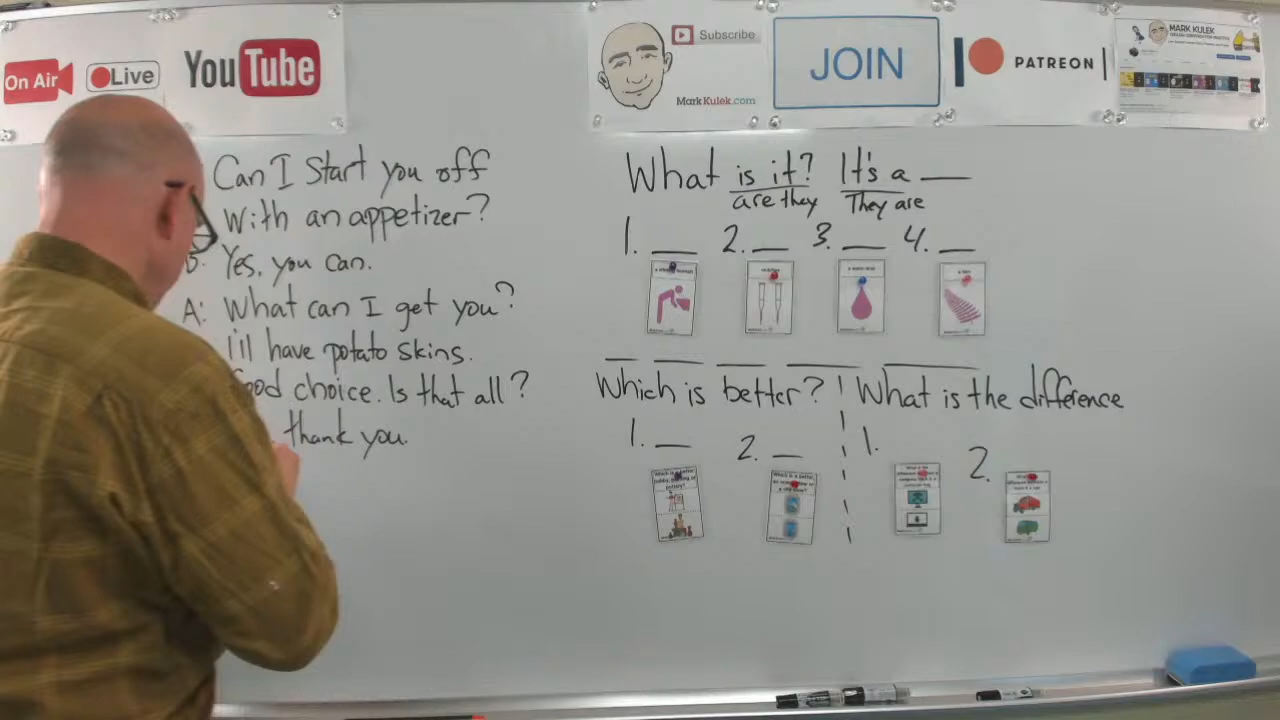 On Air
Live
YouTube
Subscribe
MarkKulek.com
JOIN
PATREON
MARK KULEK
Can I Start you off
With an appetizer?
B: Yes, you can.
A: What can I get you?
I'll have potato skins.
Good choice. Is that all?
thank you.
What is it? It's a
are they They are
1. 2. 3. 4.
Which is better?
1. 2.
What is the difference
1. 2.